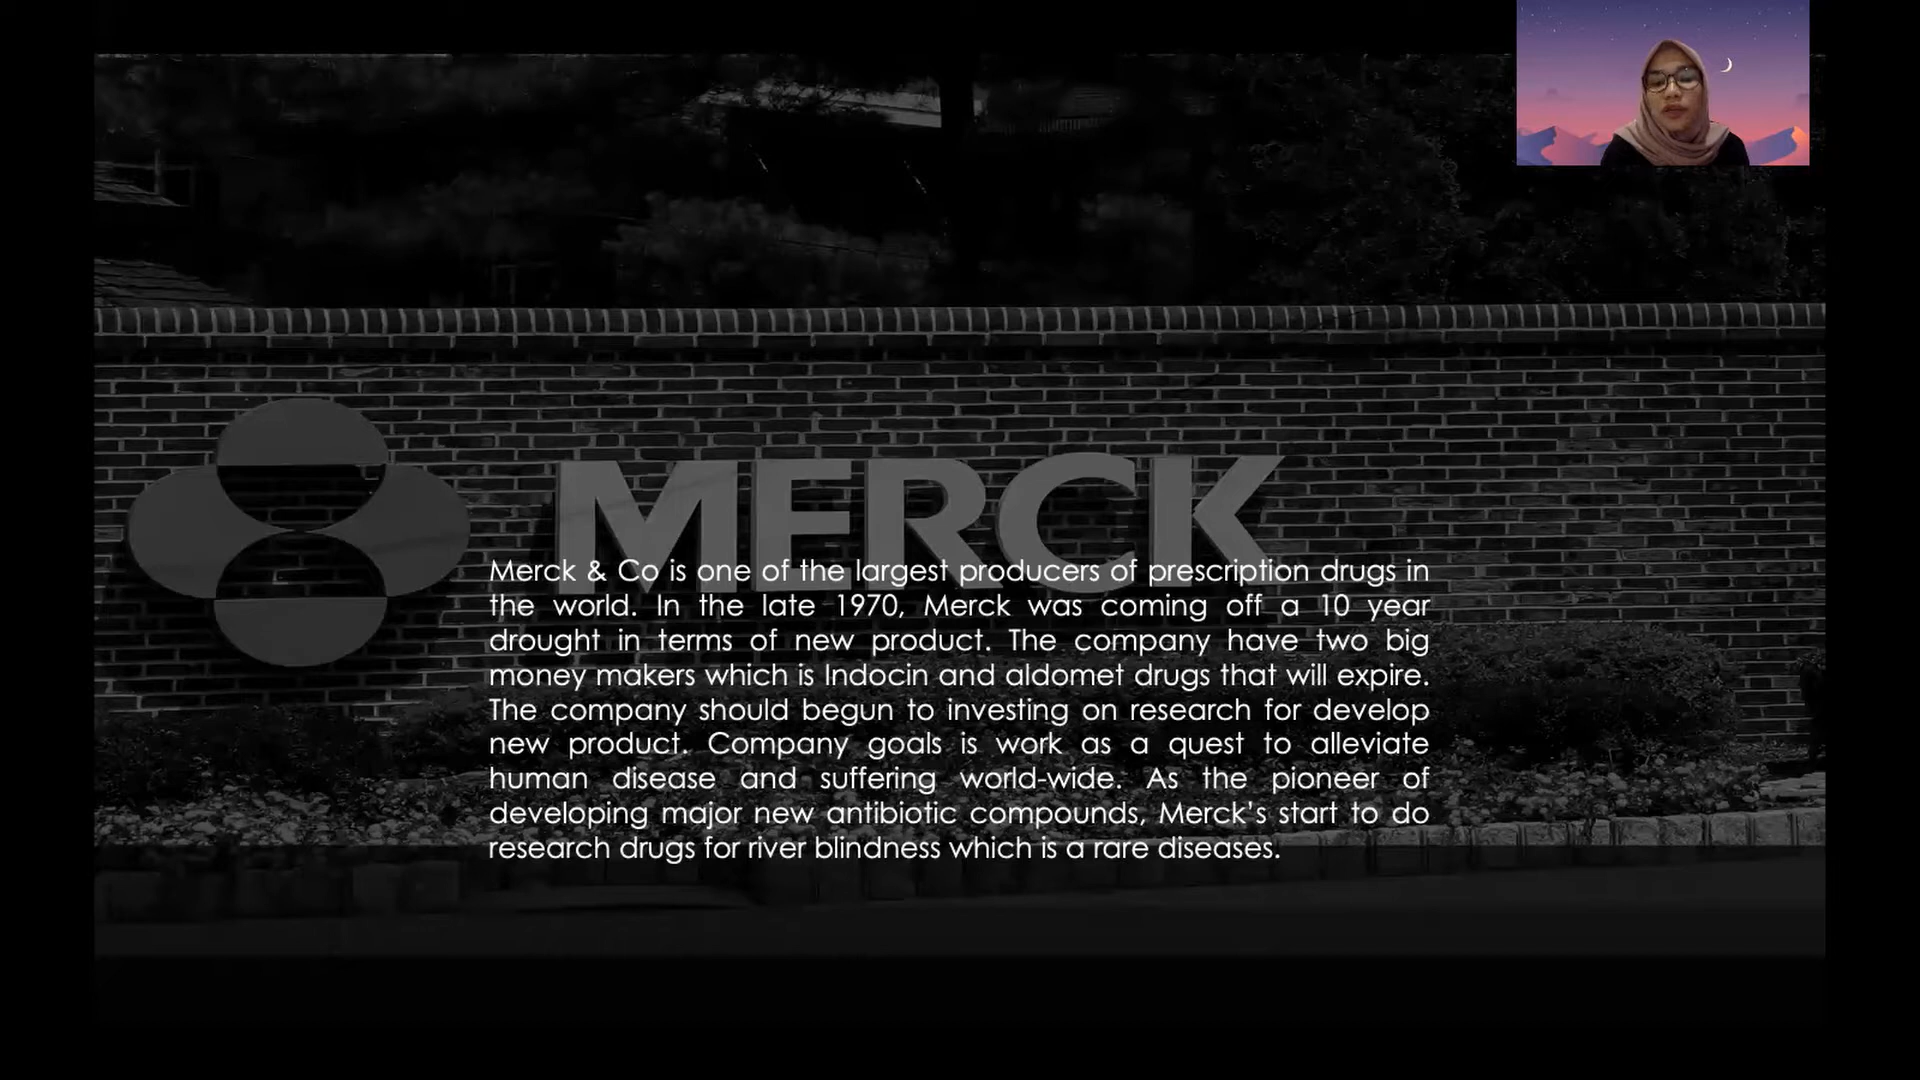 MERCK
Merck & Co is one of the largest producers of prescription drugs in
the world. In the late 1970, Merck was coming off a 10 year
drought in terms of new product. The company have two big
money makers which is Indocin and aldomet drugs that will expire.
The company should begun to investing on research for develop
new product. Company goals is work as a quest to alleviate
human disease and suffering world-wide. As the pioneer of
developing major new antibiotic compounds, Merck’s start to do
research drugs for river blindness which is a rare diseases.